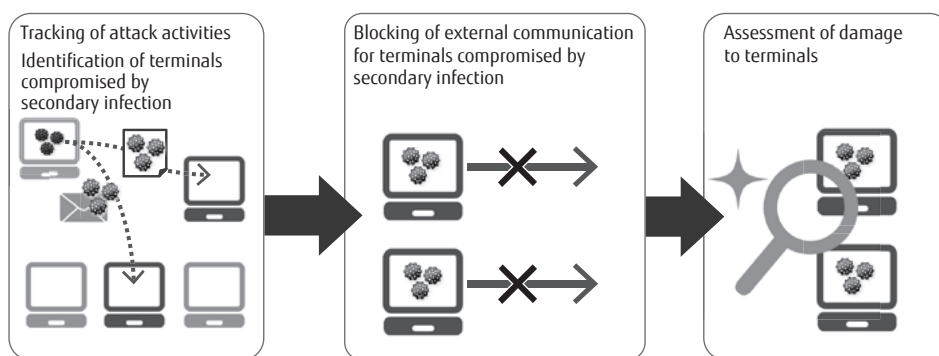 Tracking of attack activities
Identification of terminals
compromised by
secondary infection
Blocking of external communication
for terminals compromised by
secondary infection
Assessment of damage
to terminals